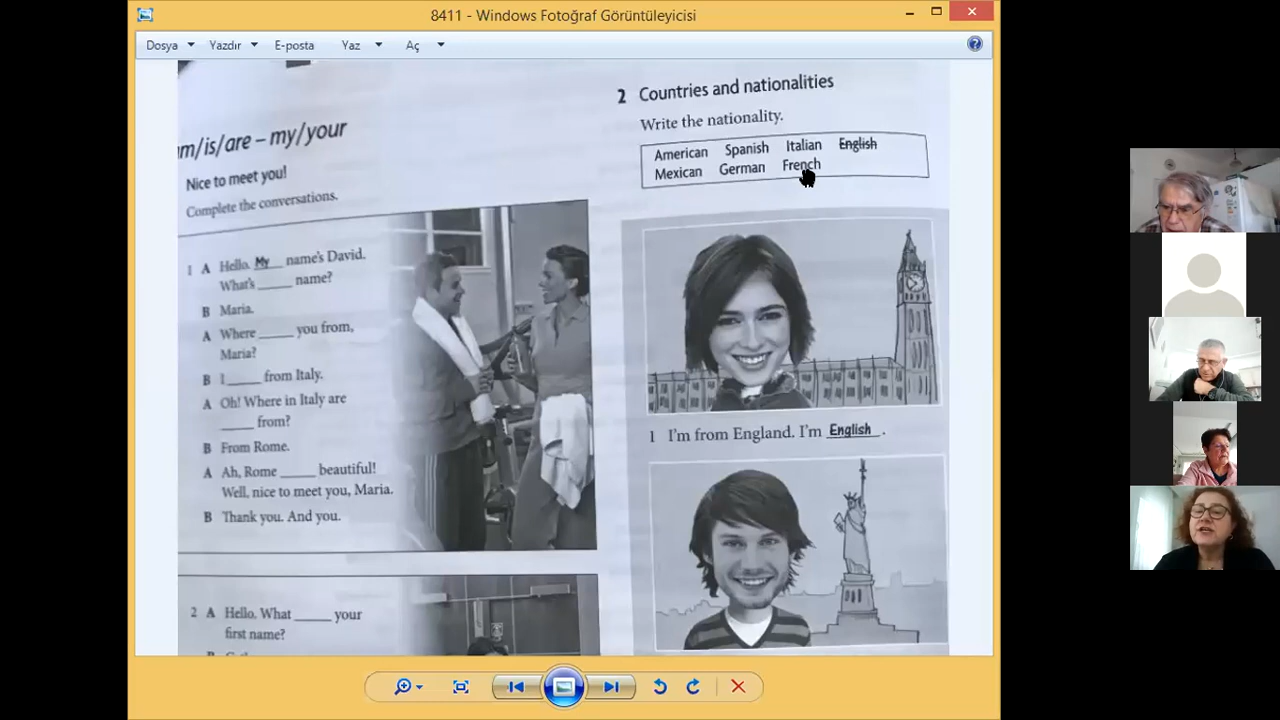 8411 - Windows Fotoğraf Görüntüleyicisi
Dosya Yazdır E-posta Yaz Aç
m/is/are – my/your
Nice to meet you!
Complete the conversations.
1 A Hello. My name's David.
What's _____ name?
B Maria.
A Where _____ you from,
Maria?
B I _____ from Italy.
A Oh! Where in Italy are
_____ from?
B From Rome.
A Ah, Rome _____ beautiful!
Well, nice to meet you, Maria.
B Thank you. And you.
2 A Hello. What _____ your
first name?
2 Countries and nationalities
Write the nationality.
American Spanish Italian English
Mexican German French
1 I'm from England. I'm English.